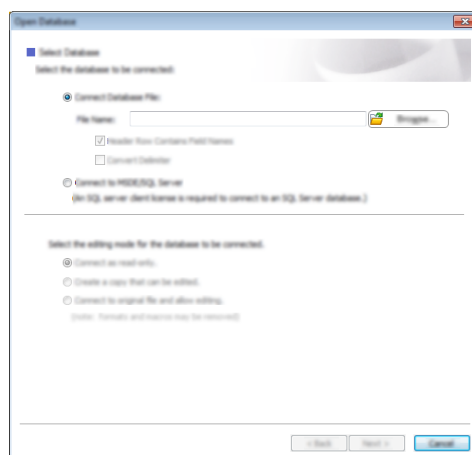 Open Database
Select Database
Select the database to be connected:
Connect Database File:
File Name:
Browse...
Header Row Contains Field Names
Convert Delimiter
Connect to MSDE/SQL Server
(An SQL server client license is required to connect to an SQL Server database.)
Select the editing mode for the database to be connected.
Connect as read-only.
Create a copy that can be edited.
Connect to original file and allow editing.
(note: formats and macros may be removed)
< Back
Next >
Cancel